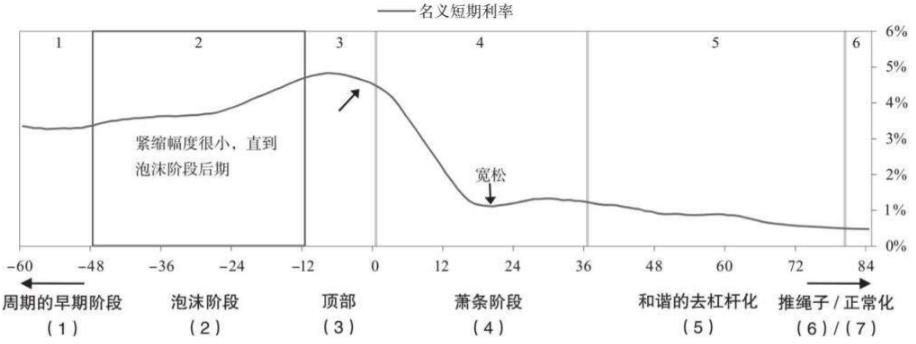 名义短期利率
1 2 3 4 5 6
6%
5%
4%
3%
2%
1%
0%
紧缩幅度很小，直到
泡沫阶段后期
宽松
-60 -48 -36 -24 -12 0 12 24 36 48 60 72 84
周期的早期阶段 泡沫阶段 顶部 萧条阶段 和谐的去杠杆化 推绳子/正常化
（1） （2） （3） （4） （5） （6）/（7）